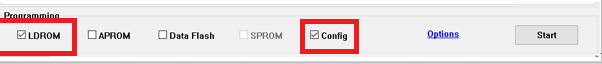 Programming
LDROM APROM Data Flash SPROM Config Options Start